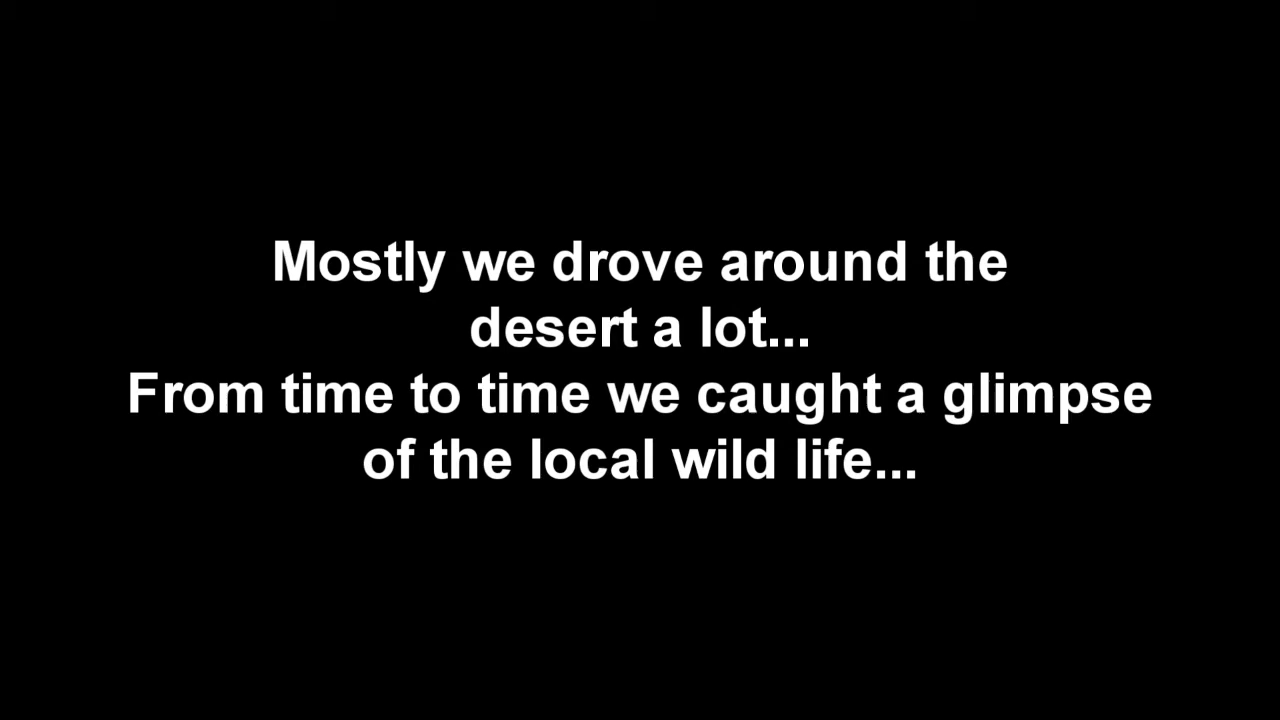 Mostly we drove around the
desert a lot...
From time to time we caught a glimpse
of the local wild life...